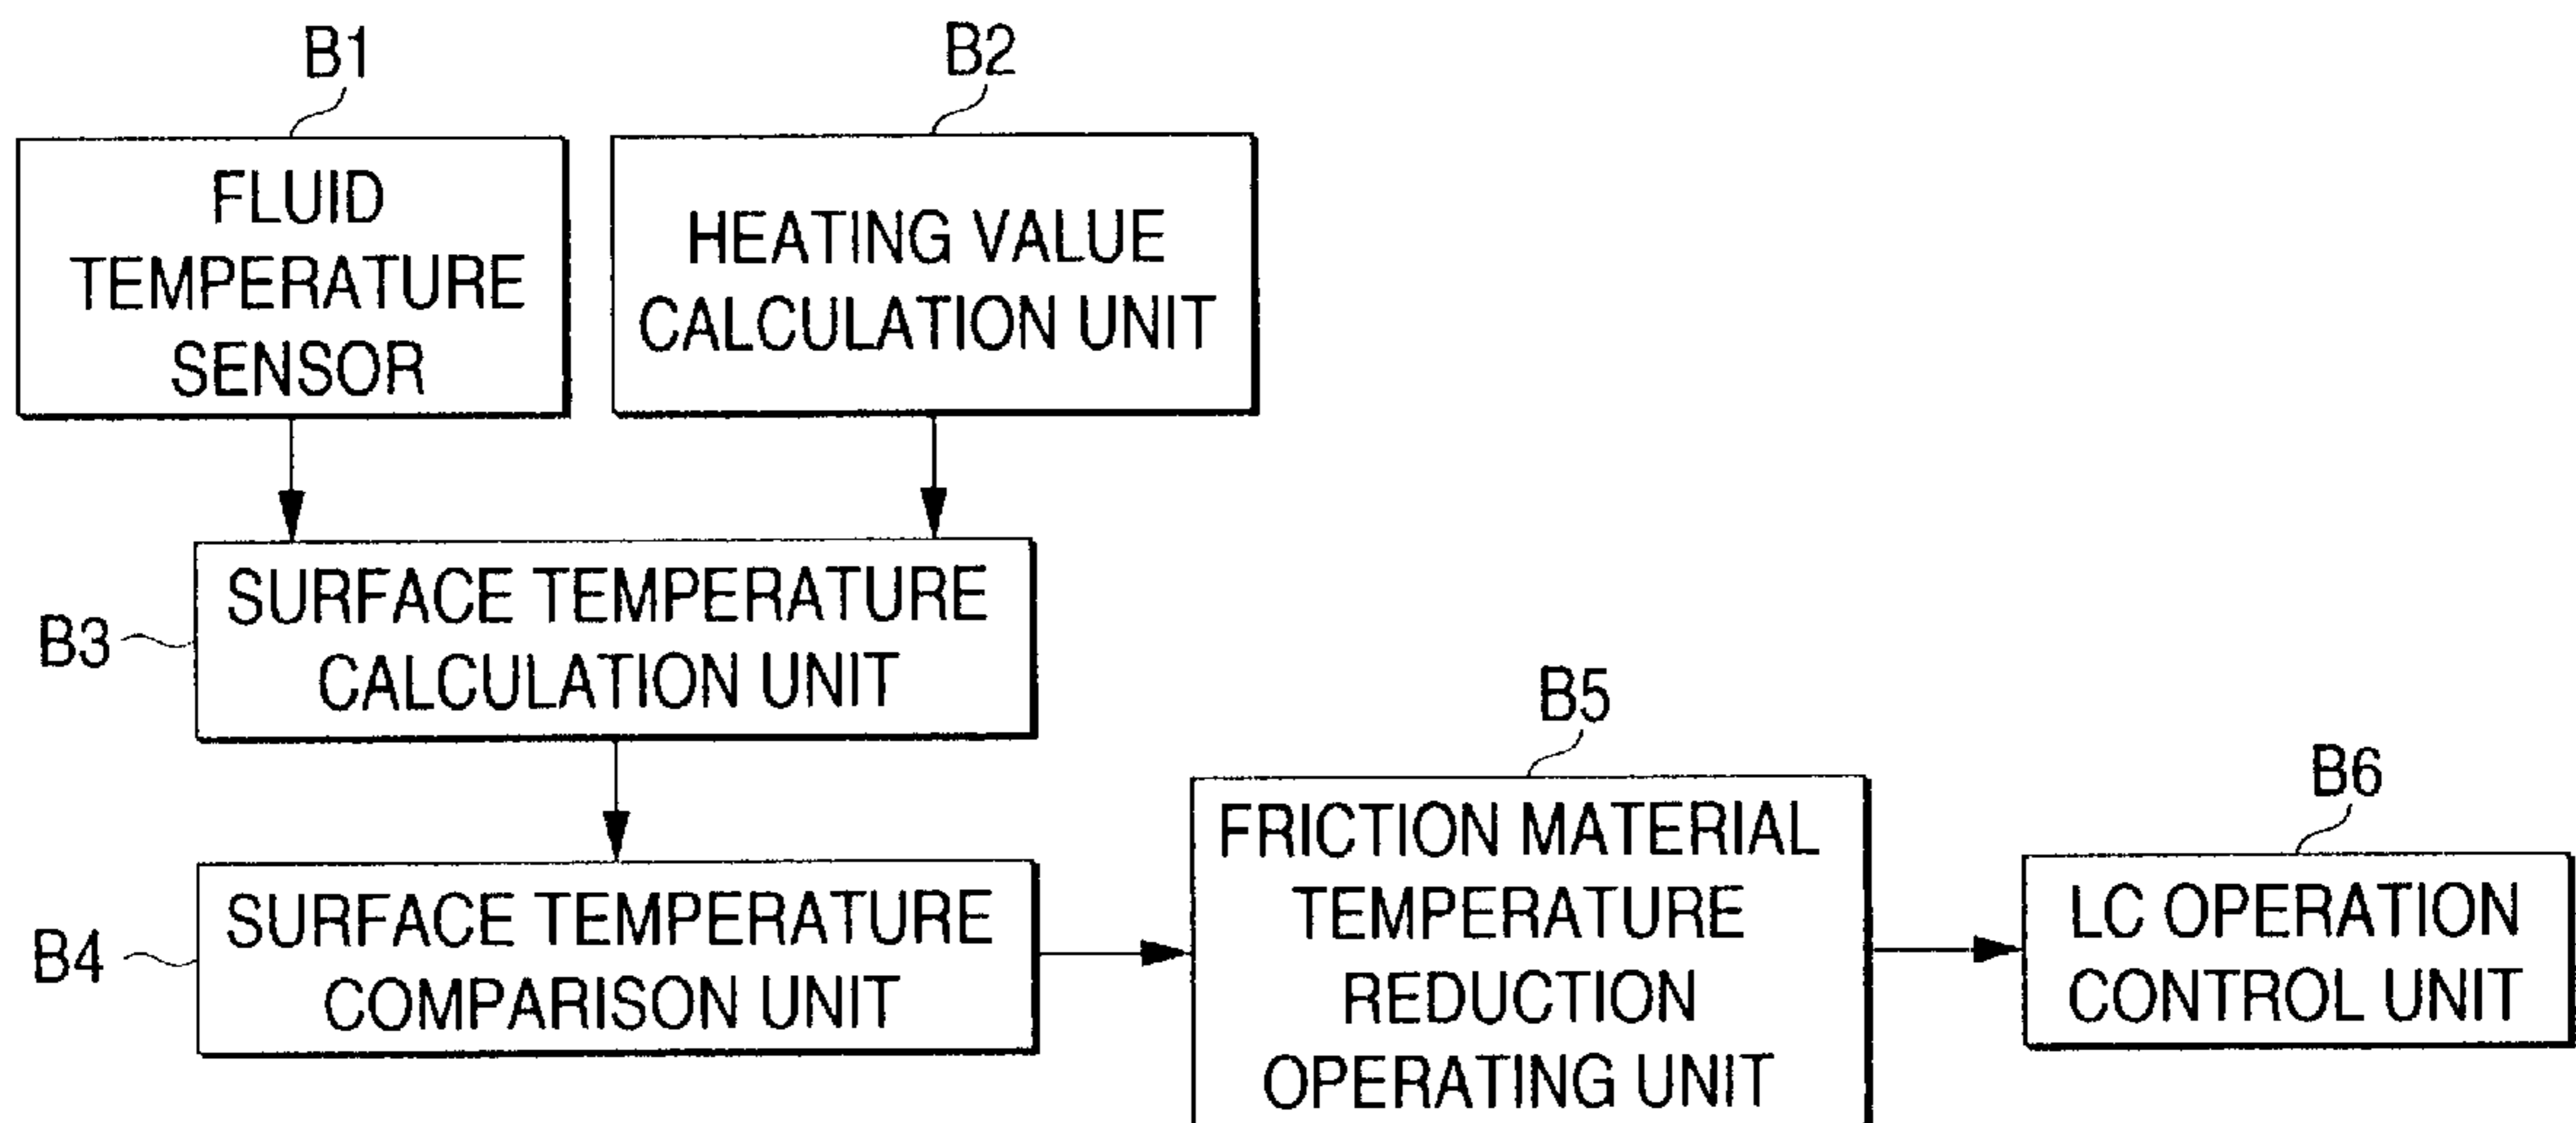 B1
FLUID
TEMPERATURE
SENSOR
B2
HEATING VALUE
CALCULATION UNIT
B3
SURFACE TEMPERATURE
CALCULATION UNIT
B4
SURFACE TEMPERATURE
COMPARISON UNIT
B5
FRICTION MATERIAL
TEMPERATURE
REDUCTION
OPERATING UNIT
B6
LC OPERATION
CONTROL UNIT